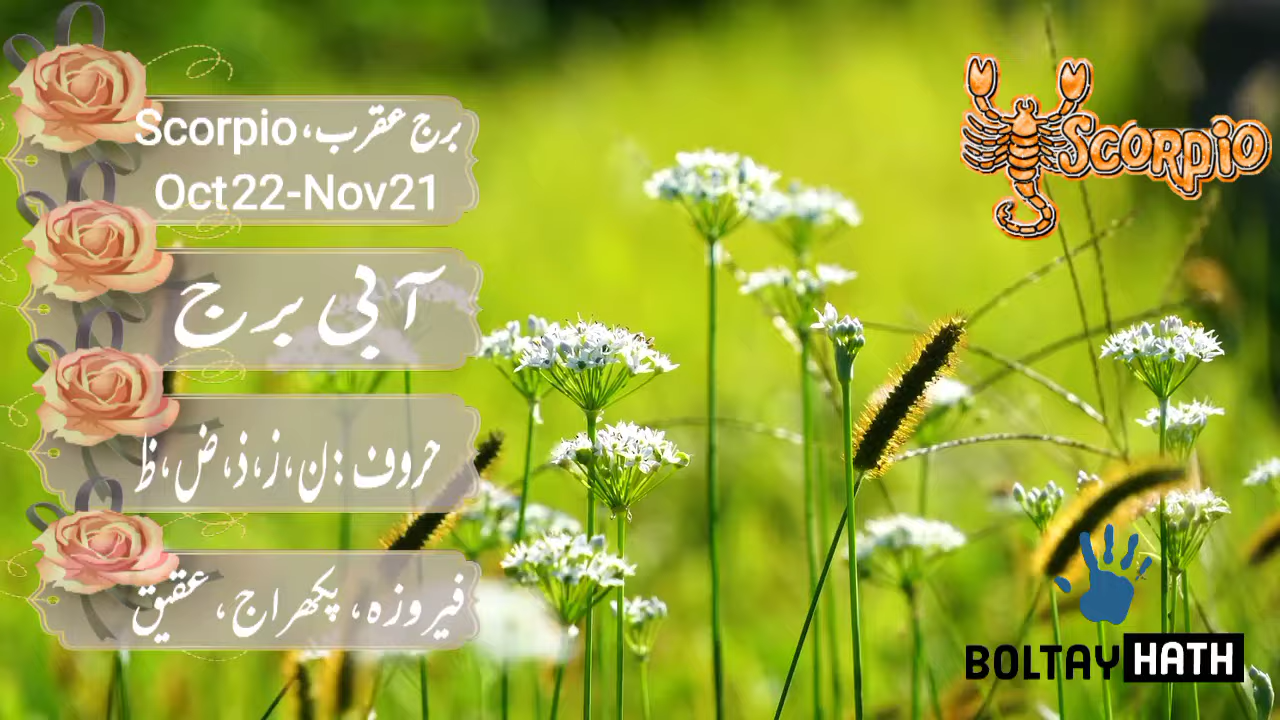 برج عقرب، Scorpio
Oct22-Nov21
آبی برج
حروف :ن،ز،ذ،ض،ظ
فیروزہ، پکھراج، عقیق
Scorpio
BOLTAY HATH